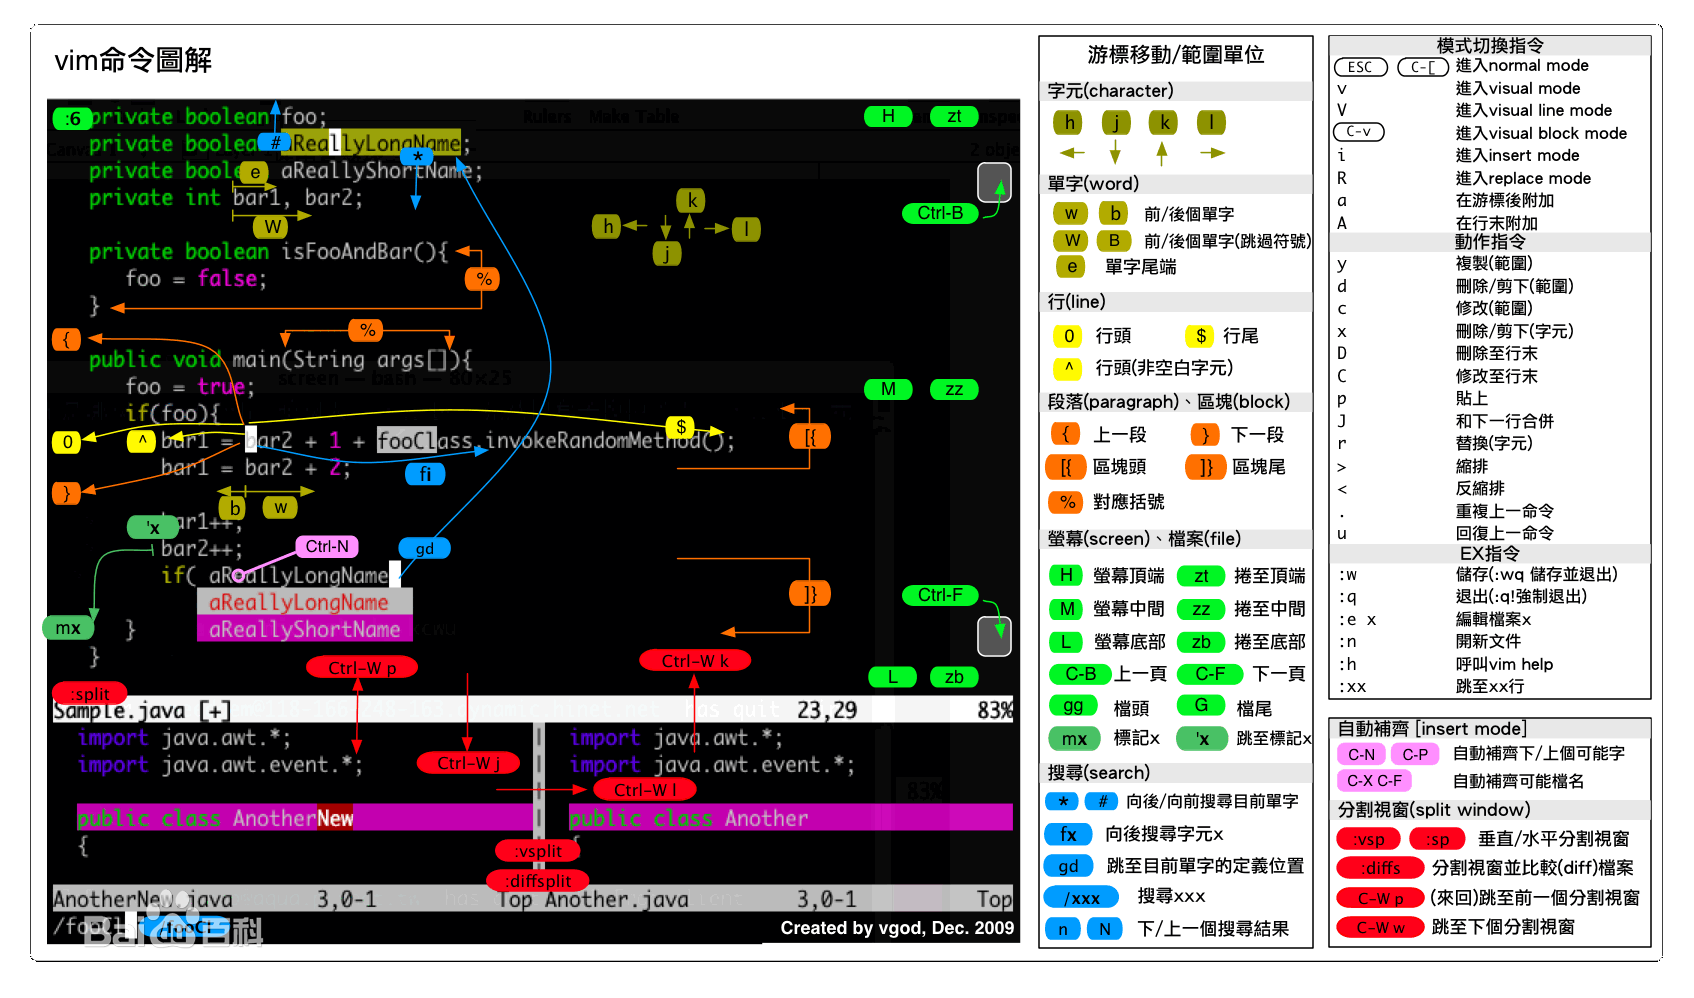 vim命令圖解
:6 private boolean foo; H zt
private boolea # aReallyLongName;
*
private boole e aReallyShortName;
private int bar1, bar2;
W
k
h l
j
Ctrl-B
private boolean isFooAndBar(){
foo = false; %
}
{ %
public void main(String args[]){
foo = true; M zz
if(foo){
0 ^ bar1 = bar2 + 1 + fooClass.invokeRandomMethod(); $ [{
bar1 = bar2 + 2; fi
}
b w
'x bar1++;
bar2++; Ctrl-N gd
if( aReallyLongName
aReallyLongName ]} Ctrl-F
mx } aReallyShortName
}
Ctrl-W p Ctrl-W k L zb
:split
Sample.java [+] 23,29 83%
import java.awt.*; import java.awt.*;
import java.awt.event.*; Ctrl-W j import java.awt.event.*;
Ctrl-W l
public class AnotherNew public class Another
{ :vsplit {
:diffsplit
AnotherNew.java 3,0-1 Top Another.java 3,0-1 Top
/fooCl
Bai du 百科
Created by vgod, Dec. 2009
游標移動/範圍單位
字元(character)
h j k l
單字(word)
w b 前/後個單字
W B 前/後個單字(跳過符號)
e 單字尾端
行(line)
0 行頭 $ 行尾
^ 行頭(非空白字元)
段落(paragraph)、區塊(block)
{ 上一段 } 下一段
[{ 區塊頭 ]} 區塊尾
% 對應括號
螢幕(screen)、檔案(file)
H 螢幕頂端 zt 捲至頂端
M 螢幕中間 zz 捲至中間
L 螢幕底部 zb 捲至底部
C-B 上一頁 C-F 下一頁
gg 檔頭 G 檔尾
mx 標記x 'x 跳至標記x
搜尋(search)
* # 向後/向前搜尋目前單字
fx 向後搜尋字元x
gd 跳至目前單字的定義位置
/xxx 搜尋xxx
n N 下/上一個搜尋結果
模式切換指令
ESC C-[ 進入normal mode
v 進入visual mode
V 進入visual line mode
C-v 進入visual block mode
i 進入insert mode
R 進入replace mode
a 在游標後附加
A 在行末附加
動作指令
y 複製(範圍)
d 刪除/剪下(範圍)
c 修改(範圍)
x 刪除/剪下(字元)
D 刪除至行末
C 修改至行末
p 貼上
J 和下一行合併
r 替換(字元)
> 縮排
< 反縮排
. 重複上一命令
u 回復上一命令
EX指令
:w 儲存(:wq 儲存並退出)
:q 退出(:q!強制退出)
:e x 編輯檔案x
:n 開新文件
:h 呼叫vim help
:xx 跳至xx行
自動補齊 [insert mode]
C-N C-P 自動補齊下/上個可能字
C-X C-F 自動補齊可能檔名
分割視窗(split window)
:vsp :sp 垂直/水平分割視窗
:diffs 分割視窗並比較(diff)檔案
C-W p (來回)跳至前一個分割視窗
C-W w 跳至下個分割視窗